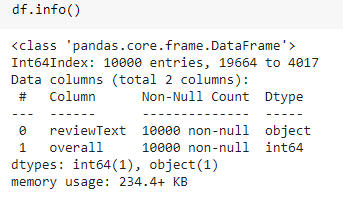 df.info()
<class 'pandas.core.frame.DataFrame'>
Int64Index: 10000 entries, 19664 to 4017
Data columns (total 2 columns):
 #   Column      Non-Null Count  Dtype
---  ------      --------------  -----
 0   reviewText  10000 non-null  object
 1   overall     10000 non-null  int64
dtypes: int64(1), object(1)
memory usage: 234.4+ KB